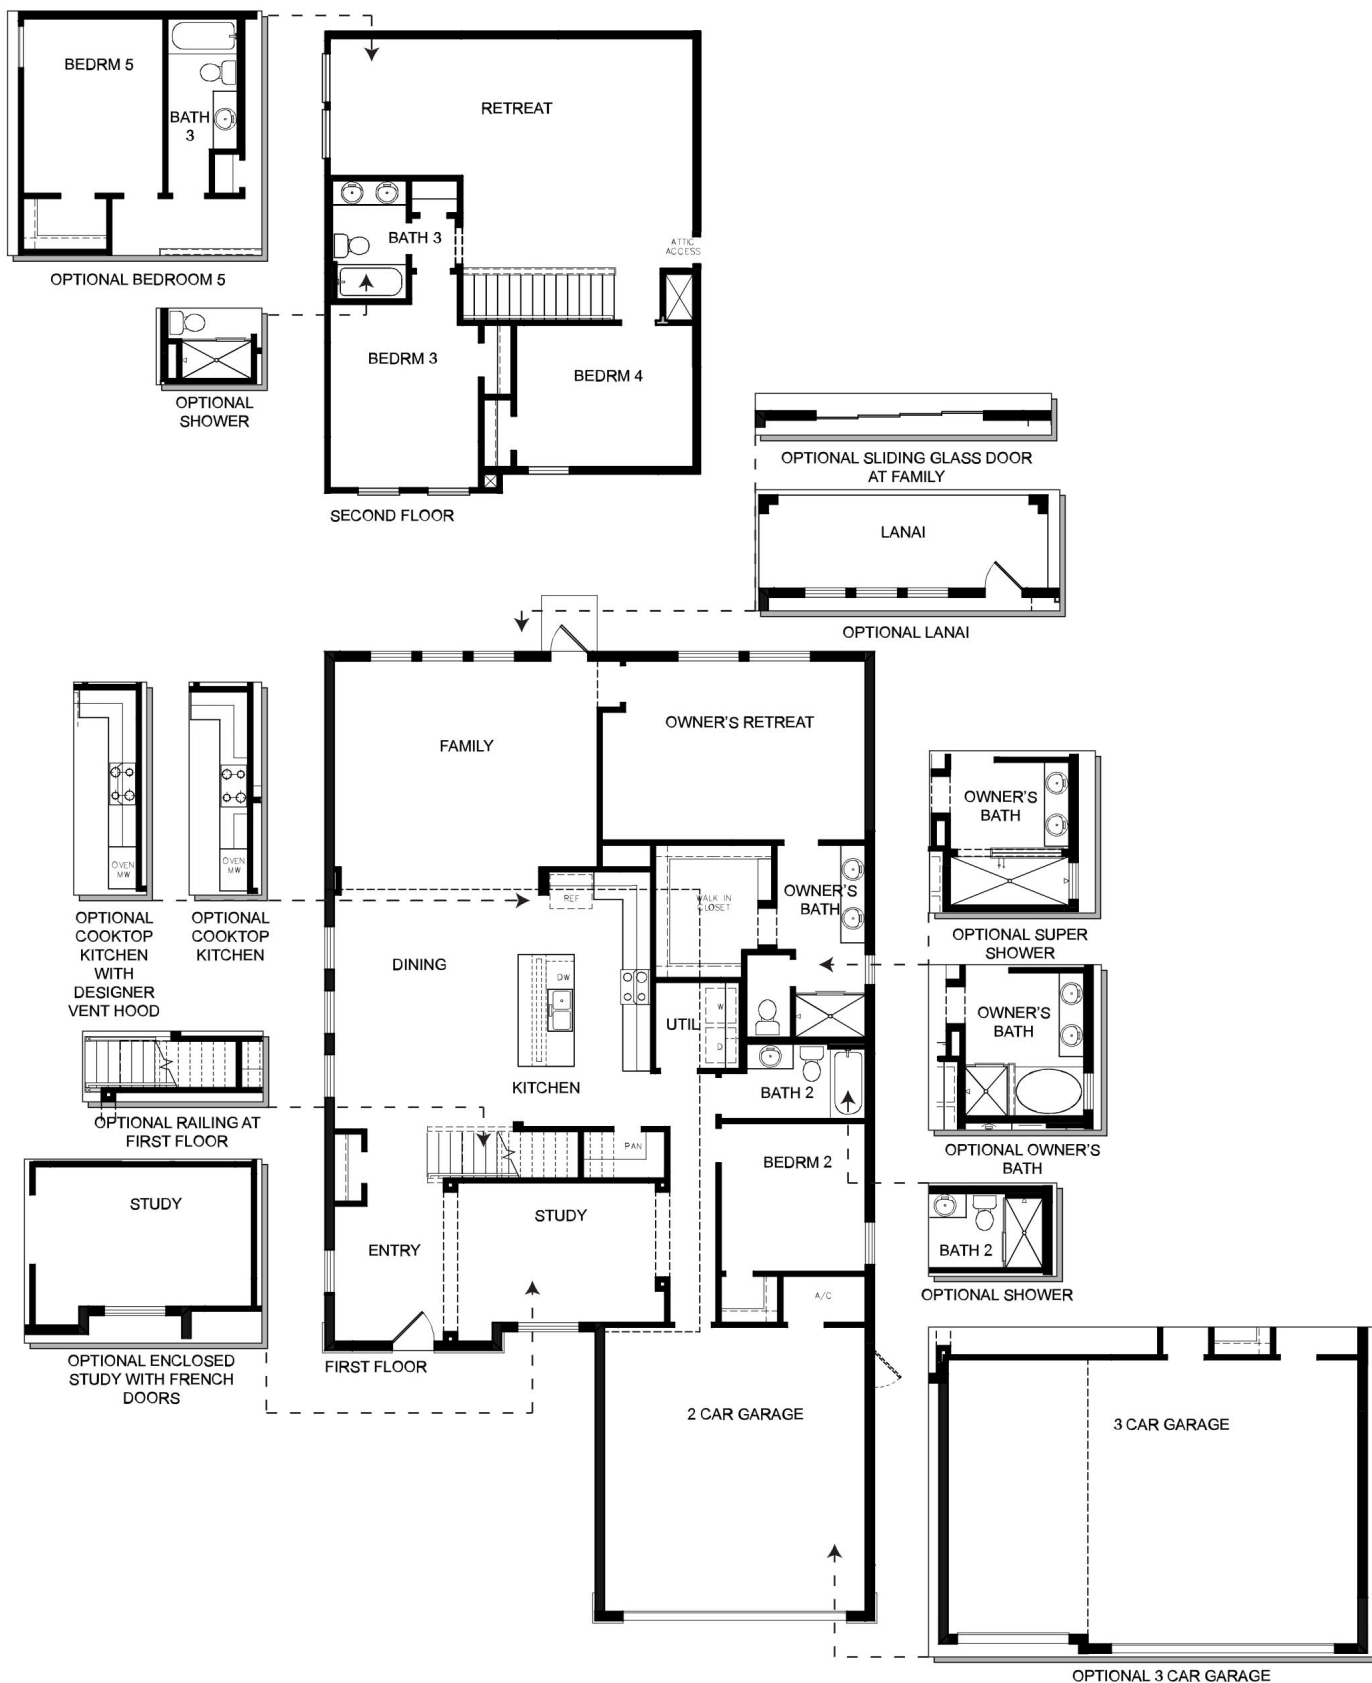 BEDRM 5
BATH
3
OPTIONAL BEDROOM 5
OPTIONAL
SHOWER
RETREAT
BATH 3
ATTIC
ACCESS
BEDRM 3
BEDRM 4
SECOND FLOOR
OPTIONAL SLIDING GLASS DOOR
AT FAMILY
LANAI
OPTIONAL LANAI
OVEN
MW
OPTIONAL
COOKTOP
KITCHEN
WITH
DESIGNER
VENT HOOD
OVEN
MW
OPTIONAL
COOKTOP
KITCHEN
OPTIONAL RAILING AT
FIRST FLOOR
STUDY
OPTIONAL ENCLOSED
STUDY WITH FRENCH
DOORS
FAMILY
OWNER'S RETREAT
REF
WALK IN
CLOSET
OWNER'S
BATH
DINING
DW
UTIL
W
D
KITCHEN
BATH 2
PAN
BEDRM 2
STUDY
ENTRY
A/C
FIRST FLOOR
2 CAR GARAGE
OWNER'S
BATH
OPTIONAL SUPER
SHOWER
OWNER'S
BATH
OPTIONAL OWNER'S
BATH
BATH 2
OPTIONAL SHOWER
3 CAR GARAGE
OPTIONAL 3 CAR GARAGE